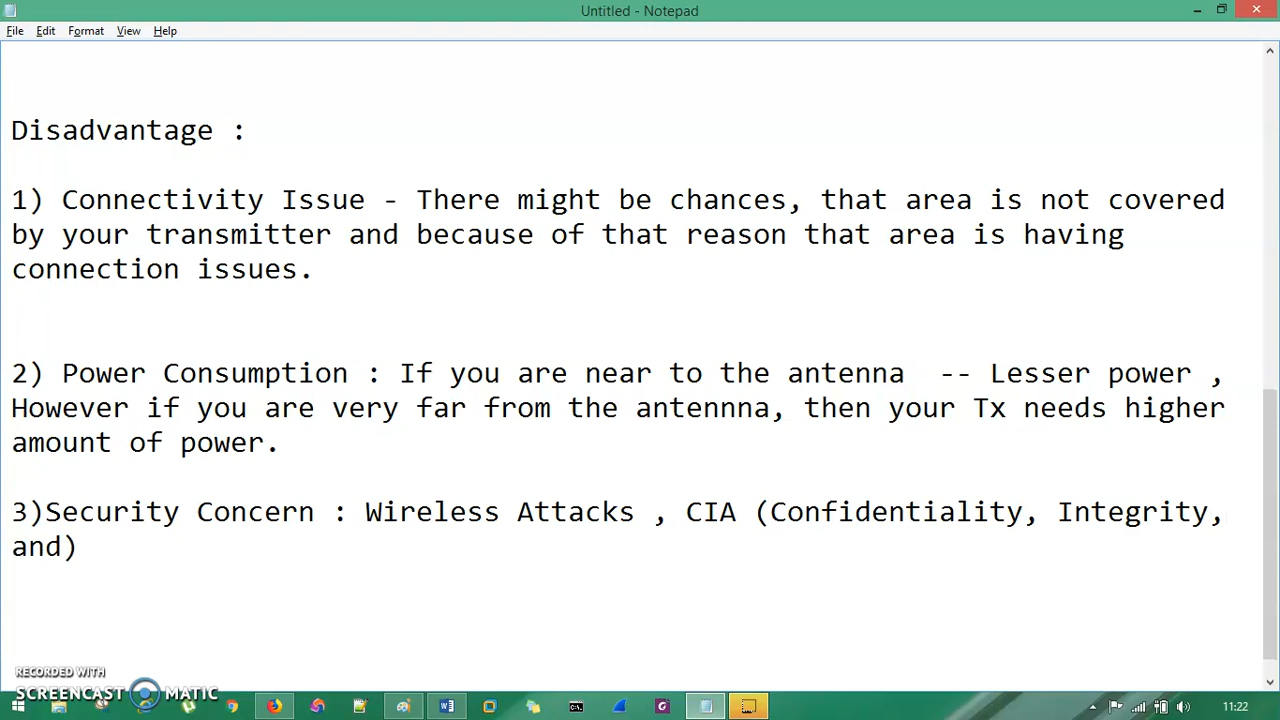 Untitled - Notepad
File Edit Format View Help
Disadvantage :
1) Connectivity Issue - There might be chances, that area is not covered
by your transmitter and because of that reason that area is having
connection issues.
2) Power Consumption : If you are near to the antenna  -- Lesser power ,
However if you are very far from the antennna, then your Tx needs higher
amount of power.
3)Security Concern : Wireless Attacks , CIA (Confidentiality, Integrity,
and)
RECORDED WITH
SCREENCAST MATIC
11:22